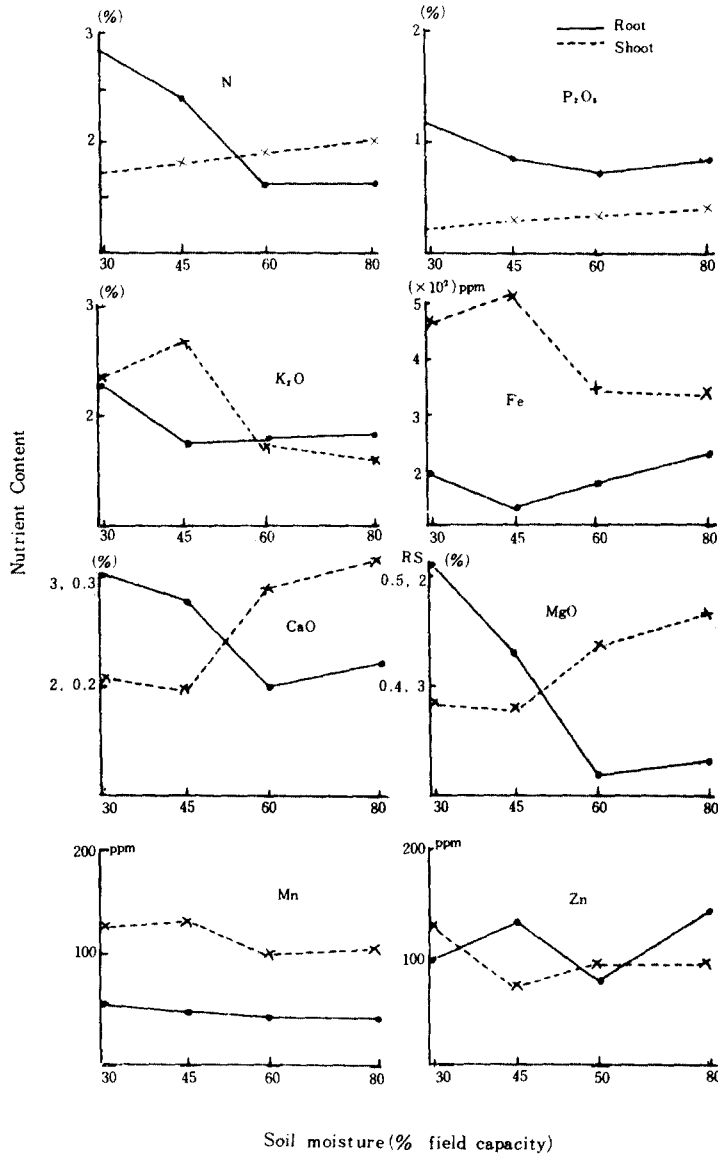 (%) (%)
3 2
Root
Shoot
N
P₂O₅
2 1
30 45 60 80 30 45 60 80
(%) (×10²) ppm
3 5
4
K₂O
Fe
2 3
2
30 45 60 80 30 45 60 80
(%) RS (%)
3, 0.3 0.5, 2
CaO MgO
2, 0.2 0.4, 3
30 45 60 80 30 45 60 80
200 ppm 200 ppm
Mn Zn
100 100
30 45 60 80 30 45 50 80
Nutrient Content
Soil moisture (% field capacity)